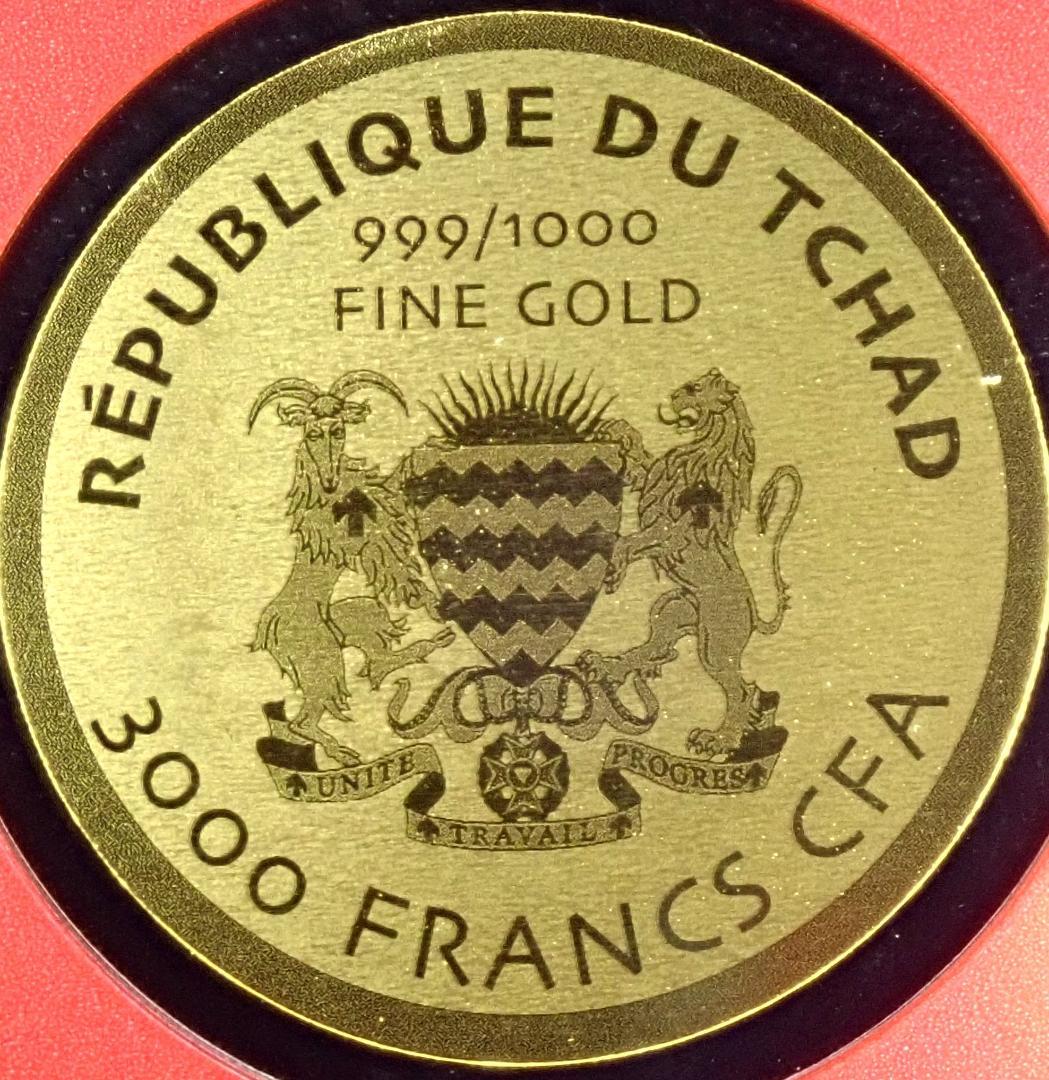 RÉPUBLIQUE DU TCHAD
999/1000
FINE GOLD
UNITE
PROGRES
TRAVAIL
3000 FRANCS CFA